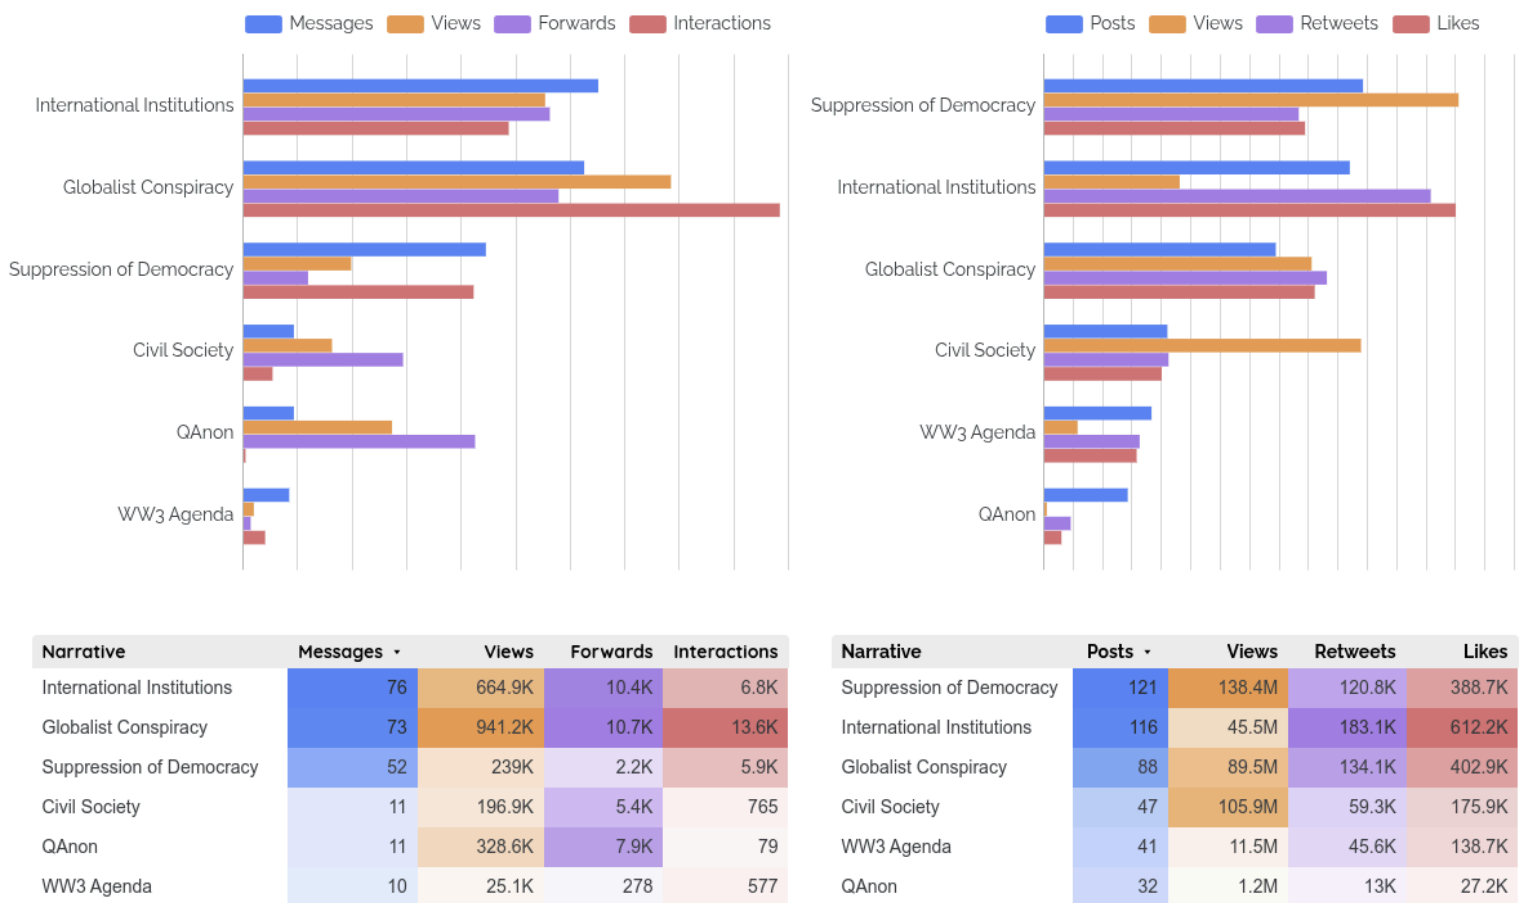 Messages Views Forwards Interactions
International Institutions
Globalist Conspiracy
Suppression of Democracy
Civil Society
QAnon
WW3 Agenda
Posts Views Retweets Likes
Suppression of Democracy
International Institutions
Globalist Conspiracy
Civil Society
WW3 Agenda
QAnon
Narrative Messages Views Forwards Interactions
International Institutions 76 664.9K 10.4K 6.8K
Globalist Conspiracy 73 941.2K 10.7K 13.6K
Suppression of Democracy 52 239K 2.2K 5.9K
Civil Society 11 196.9K 5.4K 765
QAnon 11 328.6K 7.9K 79
WW3 Agenda 10 25.1K 278 577
Narrative Posts Views Retweets Likes
Suppression of Democracy 121 138.4M 120.8K 388.7K
International Institutions 116 45.5M 183.1K 612.2K
Globalist Conspiracy 88 89.5M 134.1K 402.9K
Civil Society 47 105.9M 59.3K 175.9K
WW3 Agenda 41 11.5M 45.6K 138.7K
QAnon 32 1.2M 13K 27.2K